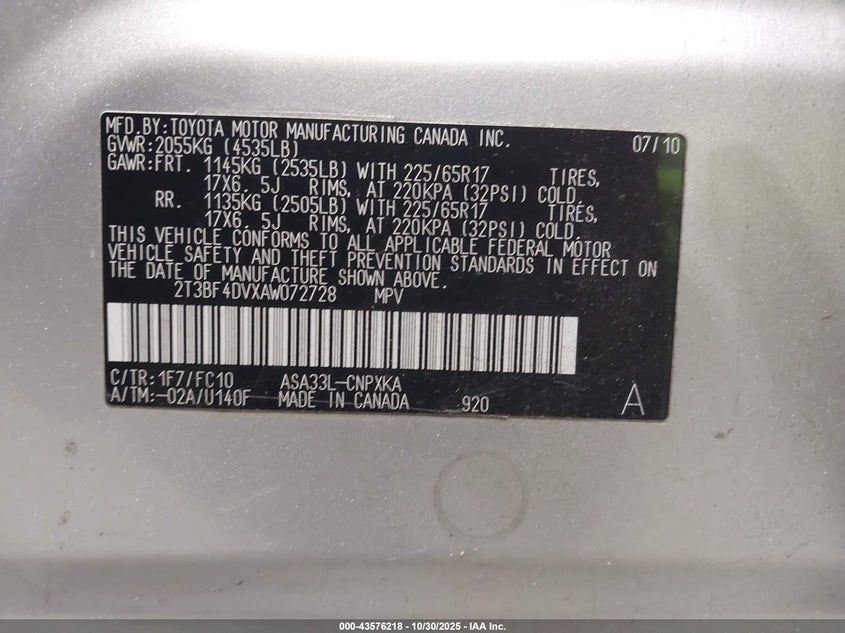 MFD.BY:TOYOTA MOTOR MANUFACTURING CANADA INC. 07/10
GVWR:2055KG (4535LB)
GAWR:FRT. 1145KG (2535LB) WITH 225/65R17 TIRES,
17X6. 5J RIMS, AT 220KPA (32PSI) COLD.
RR. 1135KG (2505LB) WITH 225/65R17 TIRES,
17X6. 5J RIMS, AT 220KPA (32PSI) COLD.
THIS VEHICLE CONFORMS TO ALL APPLICABLE FEDERAL MOTOR
VEHICLE SAFETY AND THEFT PREVENTION STANDARDS IN EFFECT ON
THE DATE OF MANUFACTURE SHOWN ABOVE.
2T3BF4DVXAW072728 MPV
C/TR:1F7/FC10 ASA33L-CNPXKA
A/TM:-02A/U140F MADE IN CANADA 920 A
000-43576218 - 10/30/2025 - IAA Inc.